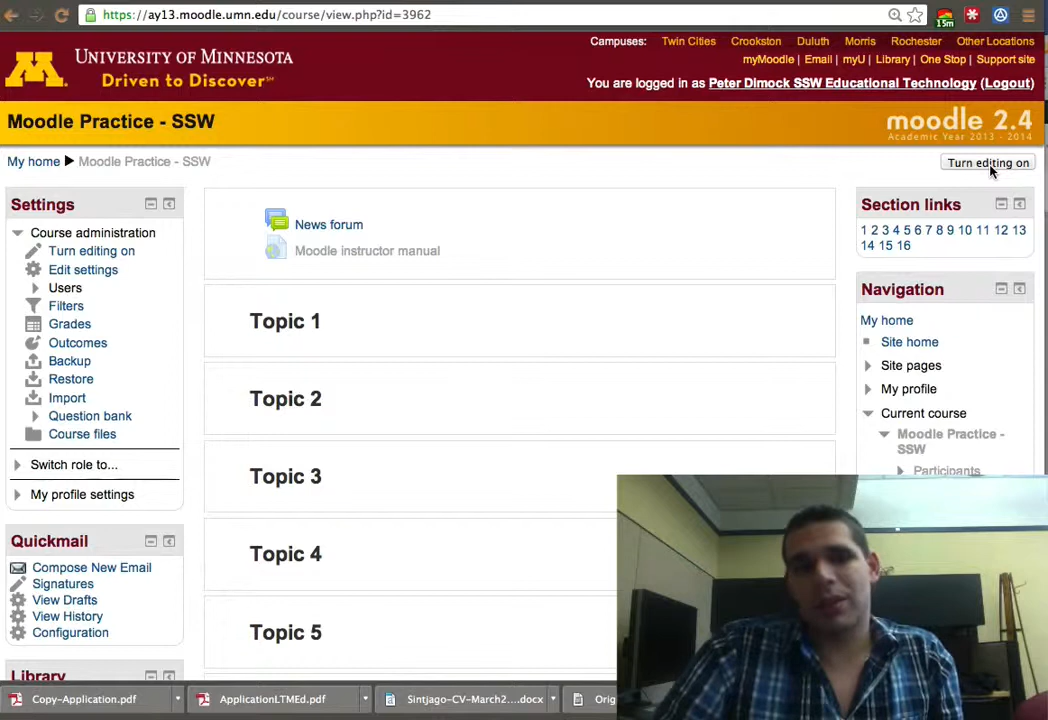 https://ay13.moodle.umn.edu/course/view.php?id=3962
15m
UNIVERSITY OF MINNESOTA
Driven to Discover℠
Campuses: Twin Cities Crookston Duluth Morris Rochester Other Locations
myMoodle | Email | myU | Library | One Stop | Support site
You are logged in as Peter Dimock SSW Educational Technology (Logout)
Moodle Practice - SSW
moodle 2.4
Academic Year 2013 - 2014
My home ▶ Moodle Practice - SSW
Turn editing on
Settings
Course administration
Turn editing on
Edit settings
Users
Filters
Grades
Outcomes
Backup
Restore
Import
Question bank
Course files
Switch role to...
My profile settings
Quickmail
Compose New Email
Signatures
View Drafts
View History
Configuration
Library
News forum
Moodle instructor manual
Topic 1
Topic 2
Topic 3
Topic 4
Topic 5
Section links
1 2 3 4 5 6 7 8 9 10 11 12 13
14 15 16
Navigation
My home
Site home
Site pages
My profile
Current course
Moodle Practice -
SSW
Participants
Copy-Application.pdf
ApplicationLTMEd.pdf
Sintjago-CV-March2....docx
Orig